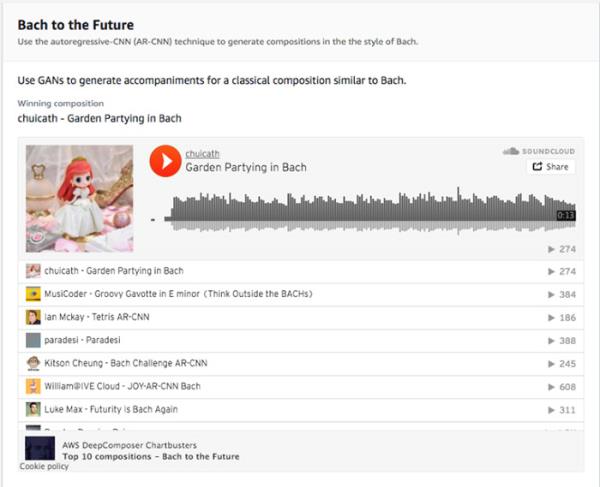 Bach to the Future
Use the autoregressive-CNN (AR-CNN) technique to generate compositions in the the style of Bach.
Use GANs to generate accompaniments for a classical composition similar to Bach.
Winning composition
chuicath - Garden Partying in Bach
chuicath
SOUNDCLOUD
Garden Partying in Bach
Share
0:13
274
chuicath - Garden Partying in Bach 274
MusiCoder - Groovy Gavotte in E minor (Think Outside the BACHs) 384
Ian Mckay - Tetris AR-CNN 186
paradesi - Paradesi 388
Kitson Cheung - Bach Challenge AR-CNN 245
William@IVE Cloud - JOY-AR-CNN Bach 608
Luke Max - Futurity is Bach Again 311
AWS DeepComposer Chartbusters
Top 10 compositions - Bach to the Future
Cookie policy